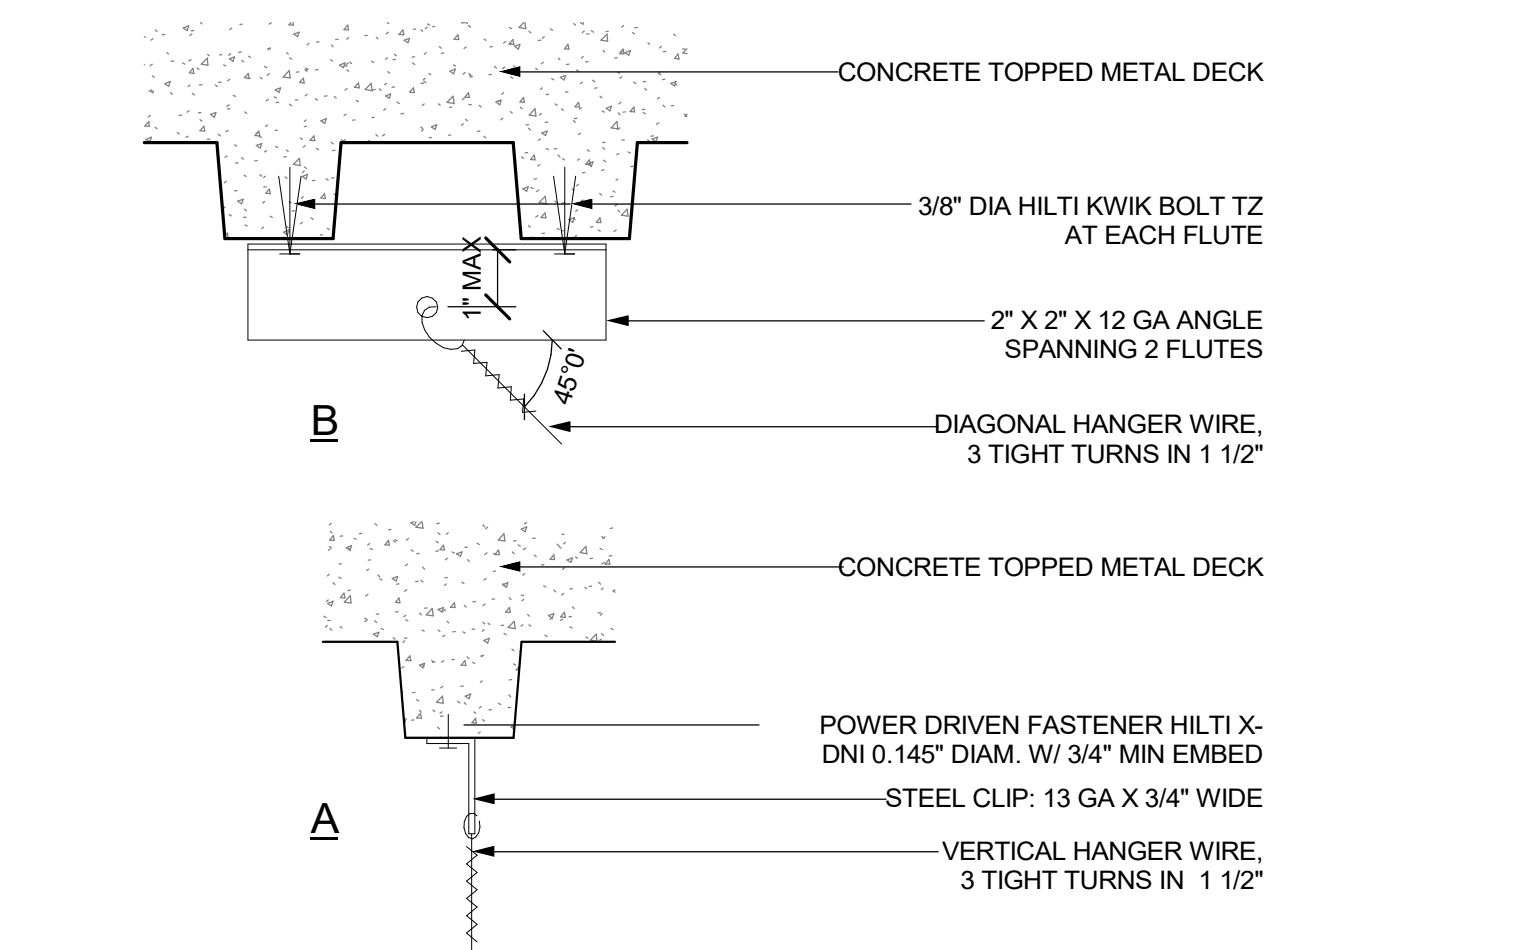 CONCRETE TOPPED METAL DECK
3/8" DIA HILTI KWIK BOLT TZ
AT EACH FLUTE
1" MAX
2" X 2" X 12 GA ANGLE
SPANNING 2 FLUTES
45°0'
B
DIAGONAL HANGER WIRE,
3 TIGHT TURNS IN 1 1/2"
CONCRETE TOPPED METAL DECK
POWER DRIVEN FASTENER HILTI X-
DNI 0.145" DIAM. W/ 3/4" MIN EMBED
STEEL CLIP: 13 GA X 3/4" WIDE
A
VERTICAL HANGER WIRE,
3 TIGHT TURNS IN  1 1/2"